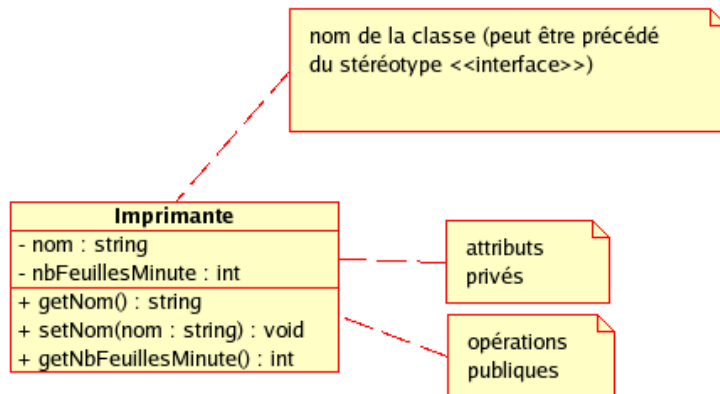 nom de la classe (peut être précédé
du stéréotype <<interface>>)
Imprimante
- nom : string
- nbFeuillesMinute : int
+ getNom() : string
+ setNom(nom : string) : void
+ getNbFeuillesMinute() : int
attributs
privés
opérations
publiques